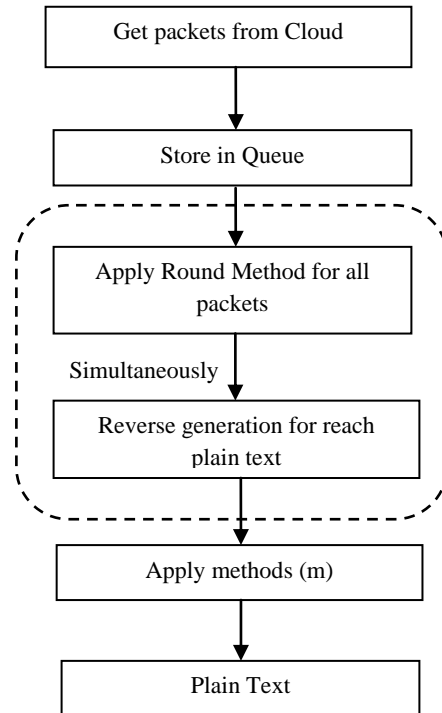 Get packets from Cloud
Store in Queue
Apply Round Method for all
packets
Simultaneously
Reverse generation for reach
plain text
Apply methods (m)
Plain Text